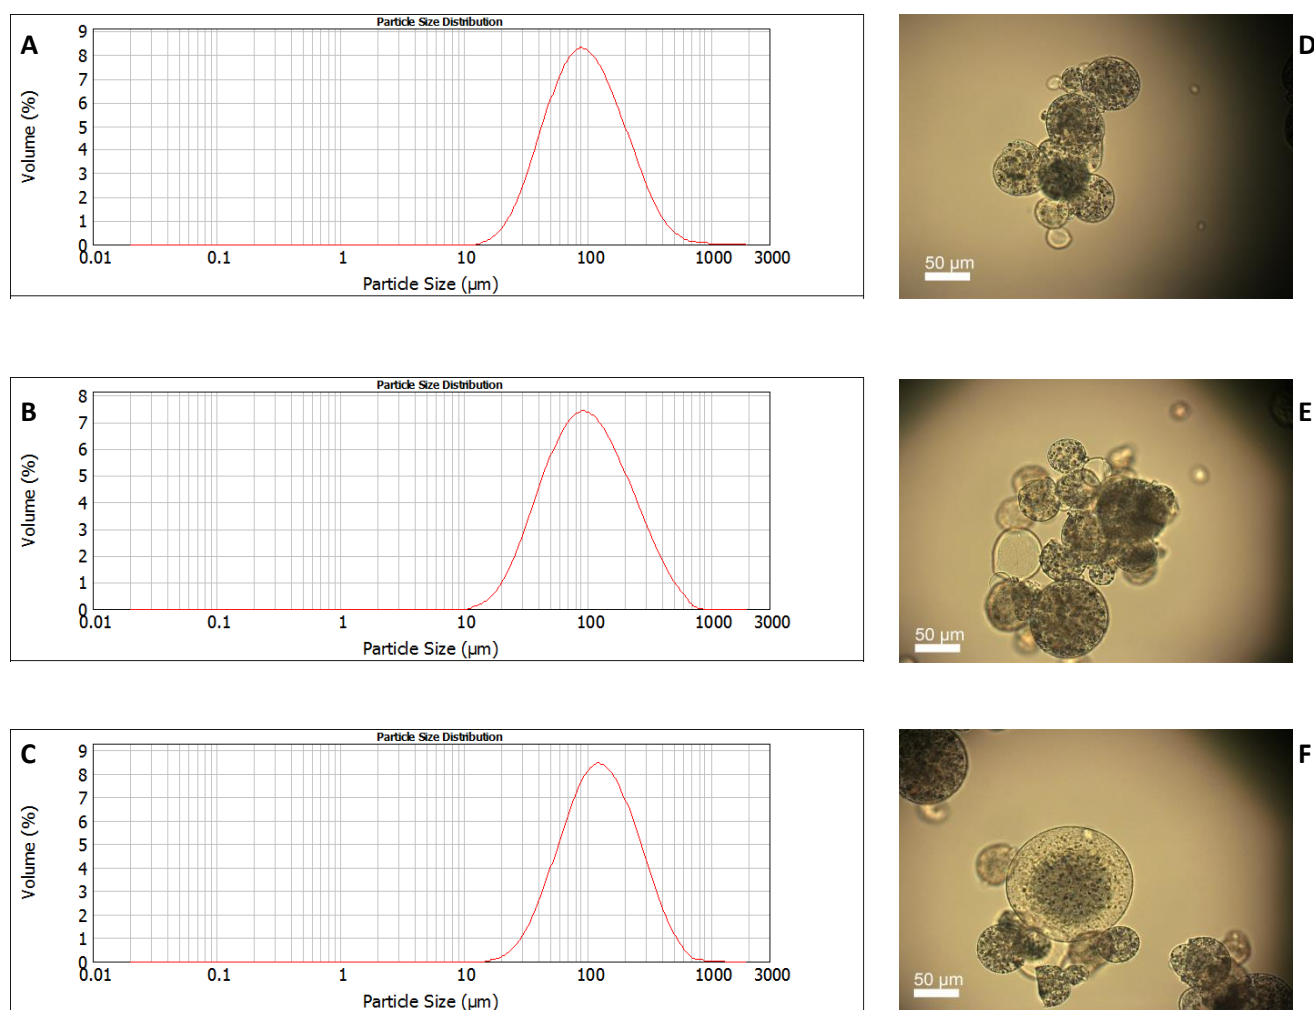 Particle Size Distribution
A
9
8
7
6
5
4
3
2
1
0
Volume (%)
0.01 0.1 1 10 100 1000 3000
Particle Size (µm)
D
50 µm
Particle Size Distribution
B
8
7
6
5
4
3
2
1
0
Volume (%)
0.01 0.1 1 10 100 1000 3000
Particle Size (µm)
E
50 µm
Particle Size Distribution
C
9
8
7
6
5
4
3
2
1
0
Volume (%)
0.01 0.1 1 10 100 1000 3000
Particle Size (µm)
F
50 µm